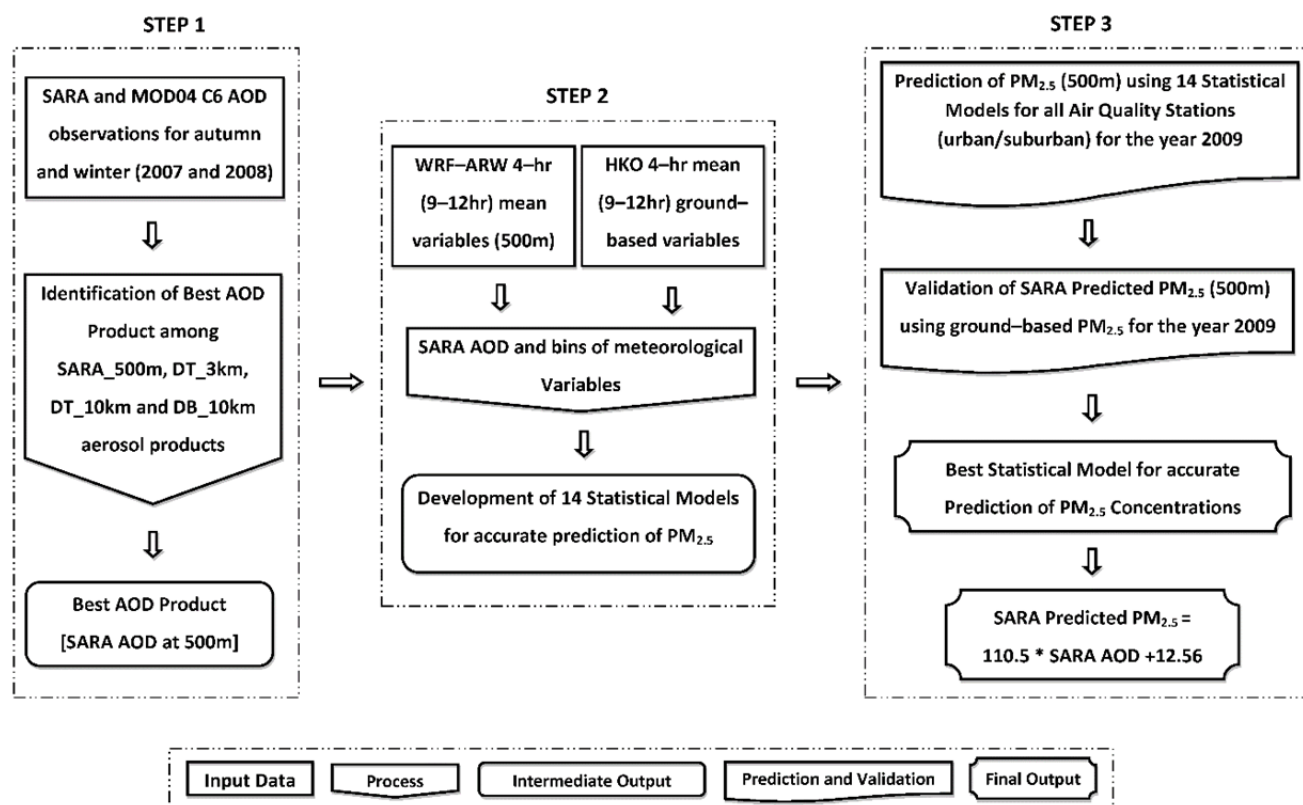 STEP 1
SARA and MOD04 C6 AOD
observations for autumn
and winter (2007 and 2008)
Identification of Best AOD
Product among
SARA_500m, DT_3km,
DT_10km and DB_10km
aerosol products
Best AOD Product
[SARA AOD at 500m]
STEP 2
WRF–ARW 4–hr
(9–12hr) mean
variables (500m)
HKO 4–hr mean
(9–12hr) ground–
based variables
SARA AOD and bins of meteorological
Variables
Development of 14 Statistical Models
for accurate prediction of PM2.5
STEP 3
Prediction of PM2.5 (500m) using 14 Statistical
Models for all Air Quality Stations
(urban/suburban) for the year 2009
Validation of SARA Predicted PM2.5 (500m)
using ground–based PM2.5 for the year 2009
Best Statistical Model for accurate
Prediction of PM2.5 Concentrations
SARA Predicted PM2.5 =
110.5 * SARA AOD +12.56
Input Data
Process
Intermediate Output
Prediction and Validation
Final Output